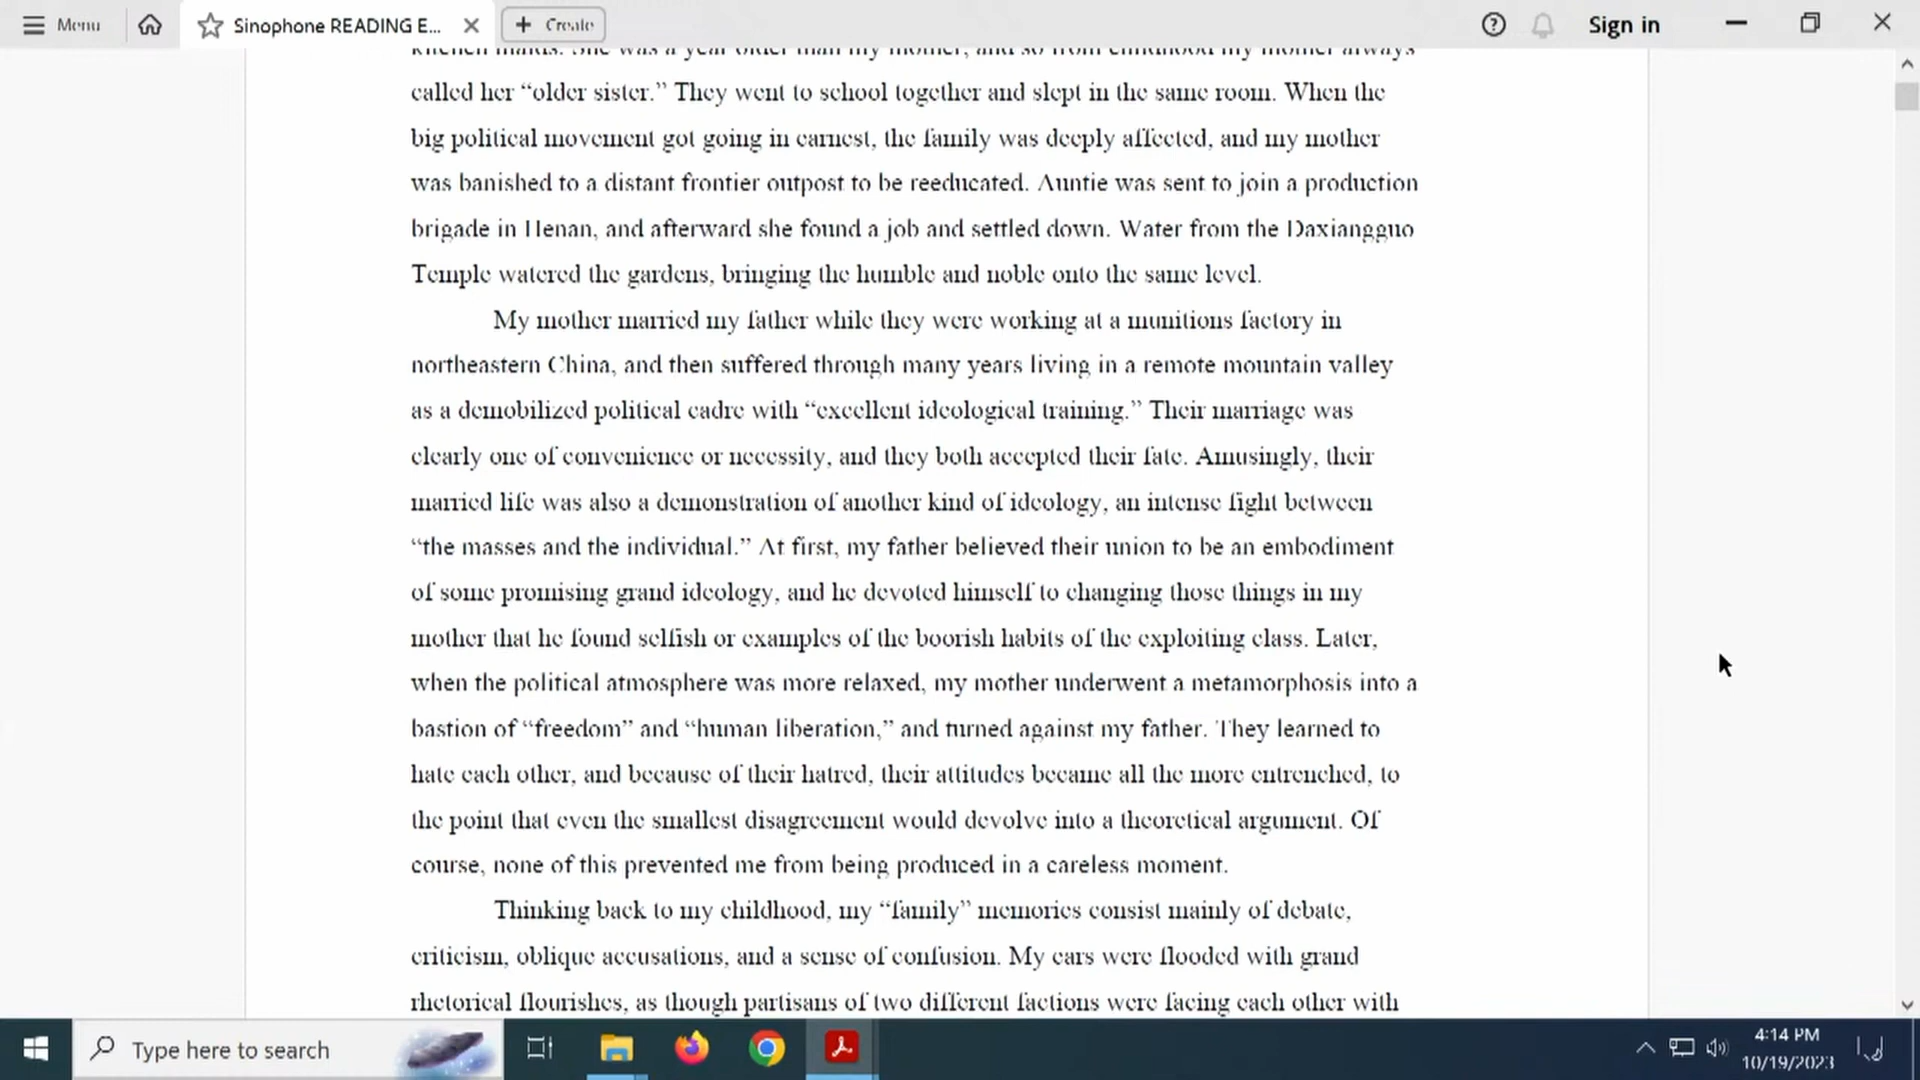 Menu
Sinophone READING E...
Create
Sign in
kitchen maids. She was a year older than my mother, and so from childhood my mother always
called her “older sister.” They went to school together and slept in the same room. When the
big political movement got going in earnest, the family was deeply affected, and my mother
was banished to a distant frontier outpost to be reeducated. Auntie was sent to join a production
brigade in Henan, and afterward she found a job and settled down. Water from the Daxiangguo
Temple watered the gardens, bringing the humble and noble onto the same level.
My mother married my father while they were working at a munitions factory in
northeastern China, and then suffered through many years living in a remote mountain valley
as a demobilized political cadre with “excellent ideological training.” Their marriage was
clearly one of convenience or necessity, and they both accepted their fate. Amusingly, their
married life was also a demonstration of another kind of ideology, an intense fight between
“the masses and the individual.” At first, my father believed their union to be an embodiment
of some promising grand ideology, and he devoted himself to changing those things in my
mother that he found selfish or examples of the boorish habits of the exploiting class. Later,
when the political atmosphere was more relaxed, my mother underwent a metamorphosis into a
bastion of “freedom” and “human liberation,” and turned against my father. They learned to
hate each other, and because of their hatred, their attitudes became all the more entrenched, to
the point that even the smallest disagreement would devolve into a theoretical argument. Of
course, none of this prevented me from being produced in a careless moment.
Thinking back to my childhood, my “family” memories consist mainly of debate,
criticism, oblique accusations, and a sense of confusion. My ears were flooded with grand
rhetorical flourishes, as though partisans of two different factions were facing each other with
Type here to search
4:14 PM
10/19/2023